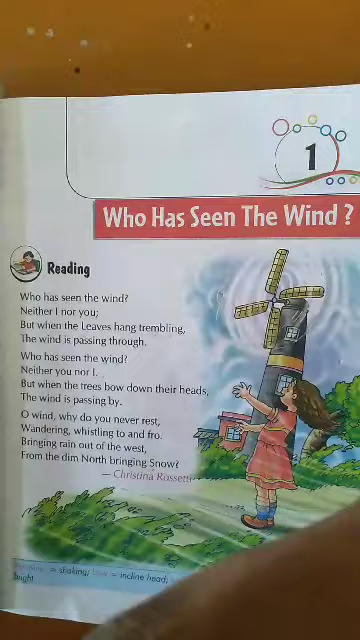 1
Who Has Seen The Wind ?
Reading
Who has seen the wind?
Neither I nor you;
But when the Leaves hang trembling,
The wind is passing through.
Who has seen the wind?
Neither you nor I.
But when the trees bow down their heads,
The wind is passing by.
O wind, why do you never rest,
Wandering, whistling to and fro.
Bringing rain out of the west,
From the dim North bringing Snow?
— Christina Rossetti
= shaking; = incline head;
bright